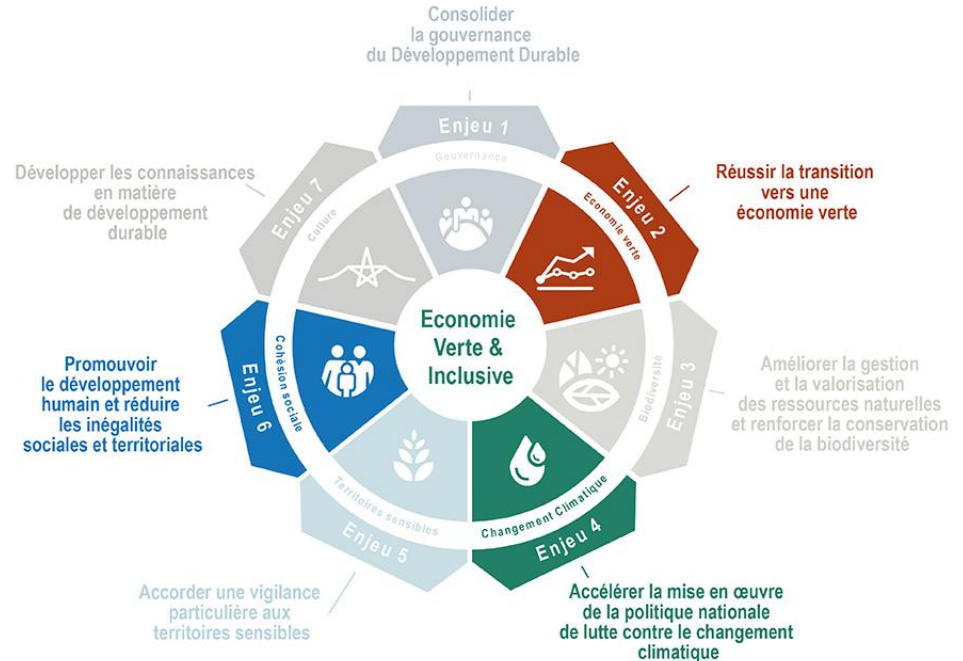 Consolider
la gouvernance
du Développement Durable
Enjeu 1
Gouvernance
Réussir la transition
vers une
économie verte
Enjeu 2
Economie verte
Améliorer la gestion
et la valorisation
des ressources naturelles
et renforcer la conservation
de la biodiversité
Enjeu 3
Biodiversité
Accélérer la mise en œuvre
de la politique nationale
de lutte contre le changement
climatique
Enjeu 4
Changement Climatique
Accorder une vigilance
particulière aux
territoires sensibles
Enjeu 5
Territoires sensibles
Promouvoir
le développement
humain et réduire
les inégalités
sociales et territoriales
Enjeu 6
Cohésion sociale
Développer les connaissances
en matière
de développement
durable
Enjeu 7
Culture
Economie
Verte &
Inclusive